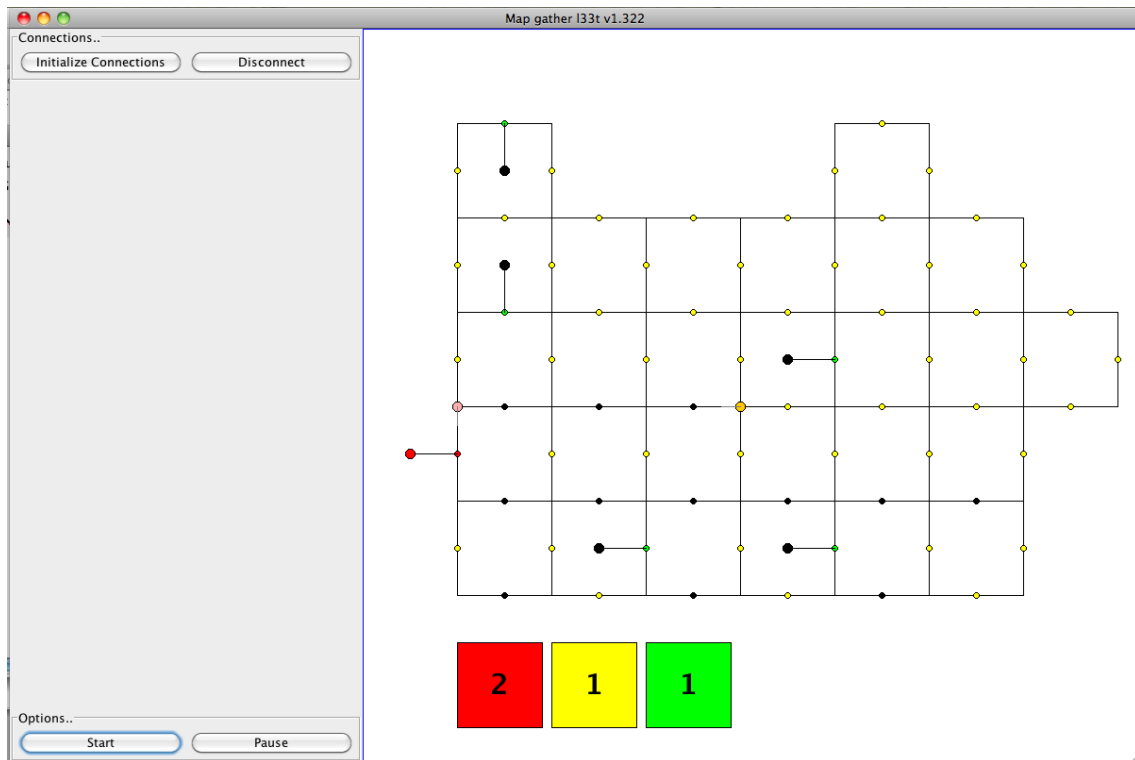 Map gather l33t v1.322
Connections..
Initialize Connections
Disconnect
2
1
1
Options..
Start
Pause